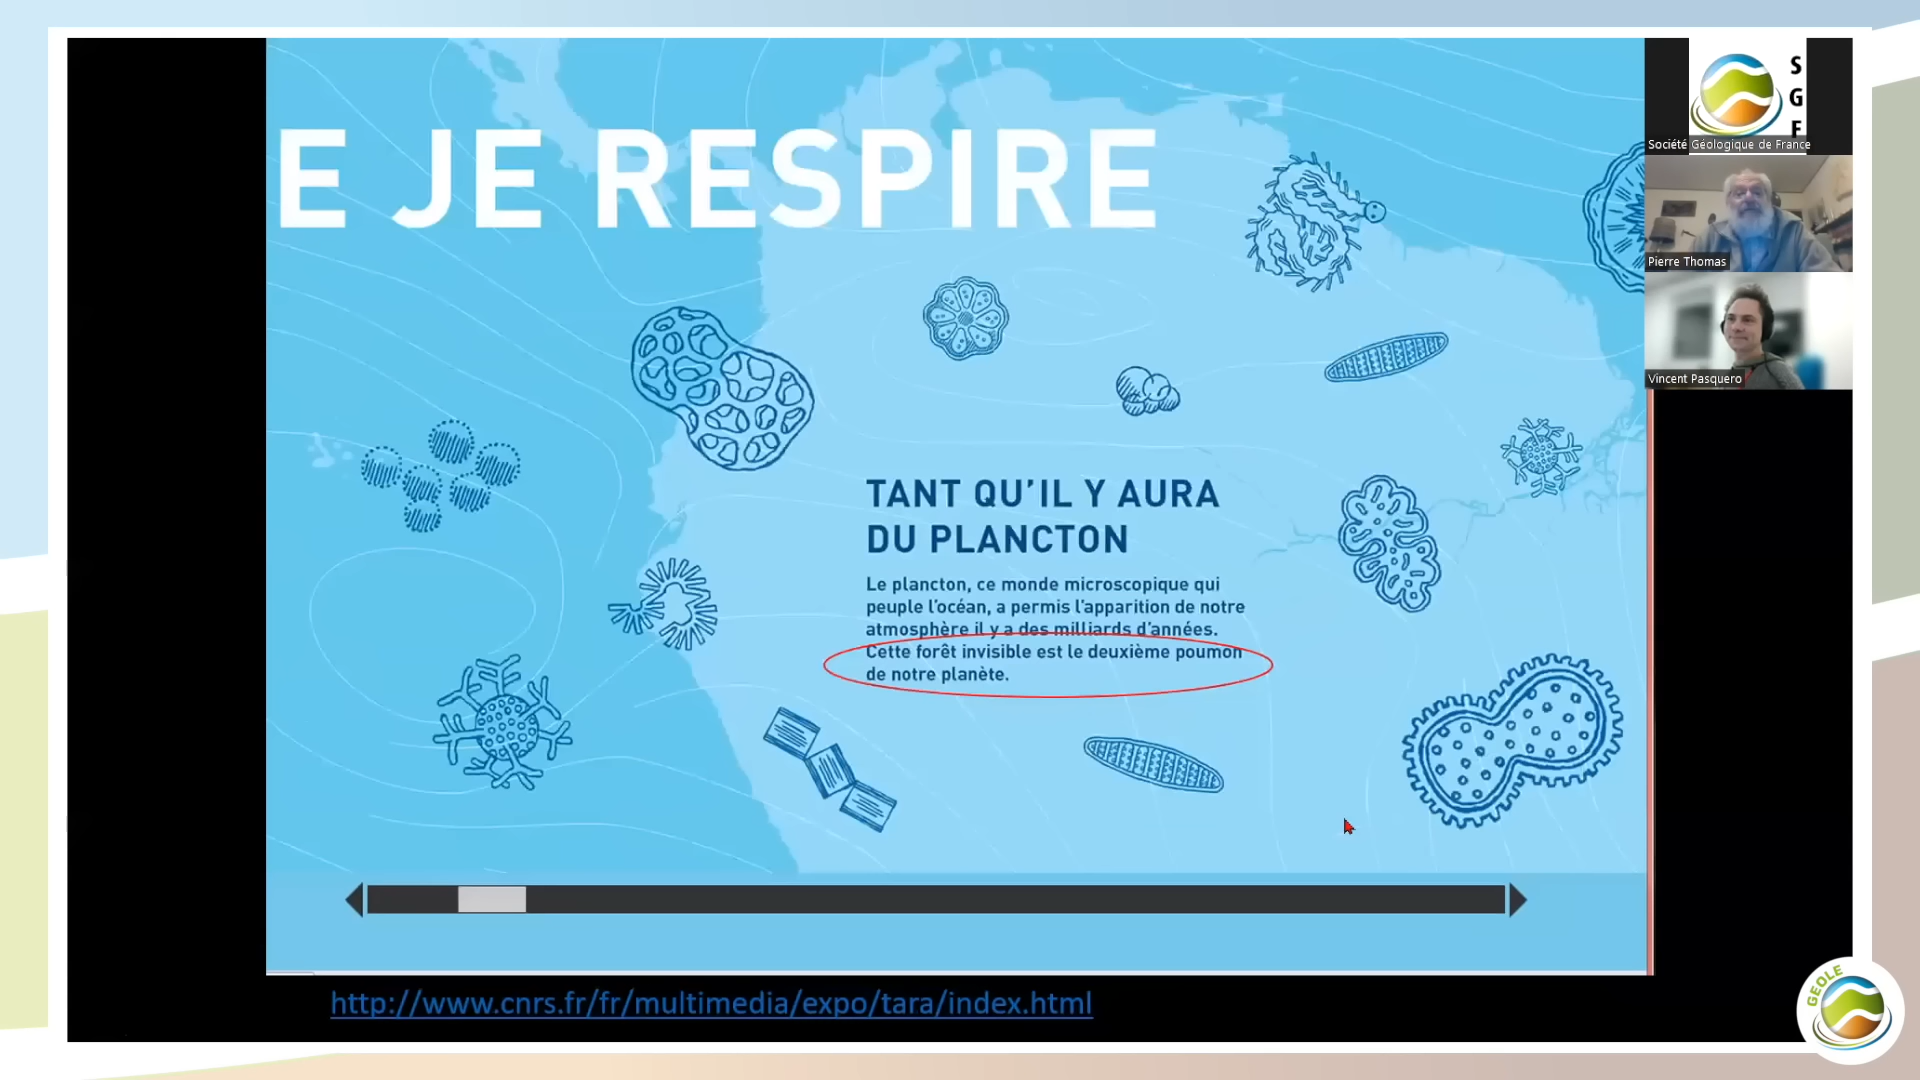 E JE RESPIRE
TANT QU'IL Y AURA
DU PLANCTON
Le plancton, ce monde microscopique qui
peuple l'océan, a permis l'apparition de notre
atmosphère il y a des milliards d'années.
Cette forêt invisible est le deuxième poumon
de notre planète.
http://www.cnrs.fr/fr/multimedia/expo/tara/index.html
S
G
F
Société Géologique de France
Pierre Thomas
Vincent Pasquero
GEOLE